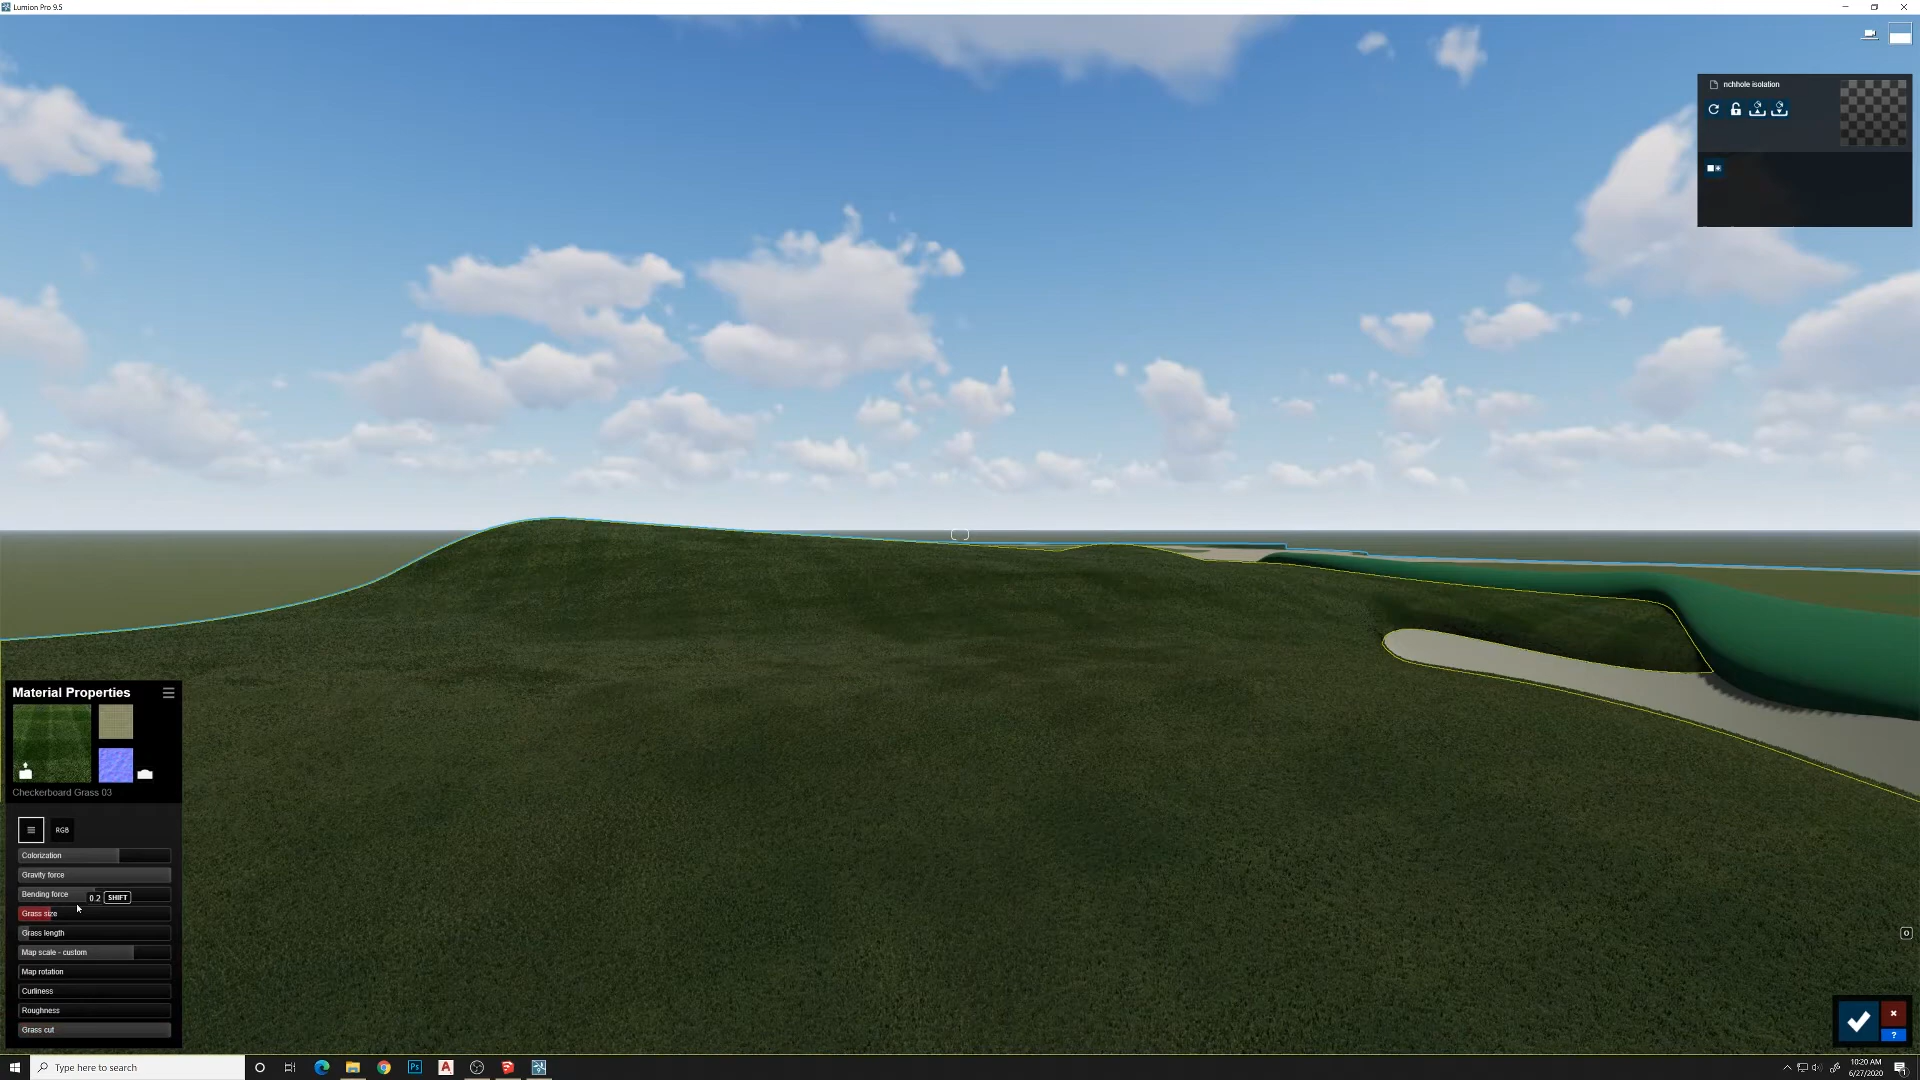 Lumion Pro 9.5
nchhole isolation
Material Properties
Checkerboard Grass 03
RGB
Colorization
Gravity force
Bending force
0.2 SHIFT
Grass size
Grass length
Map scale - custom
Map rotation
Curliness
Roughness
Grass cut
O
?
Type here to search
Ps
A
10:20 AM
6/27/2020